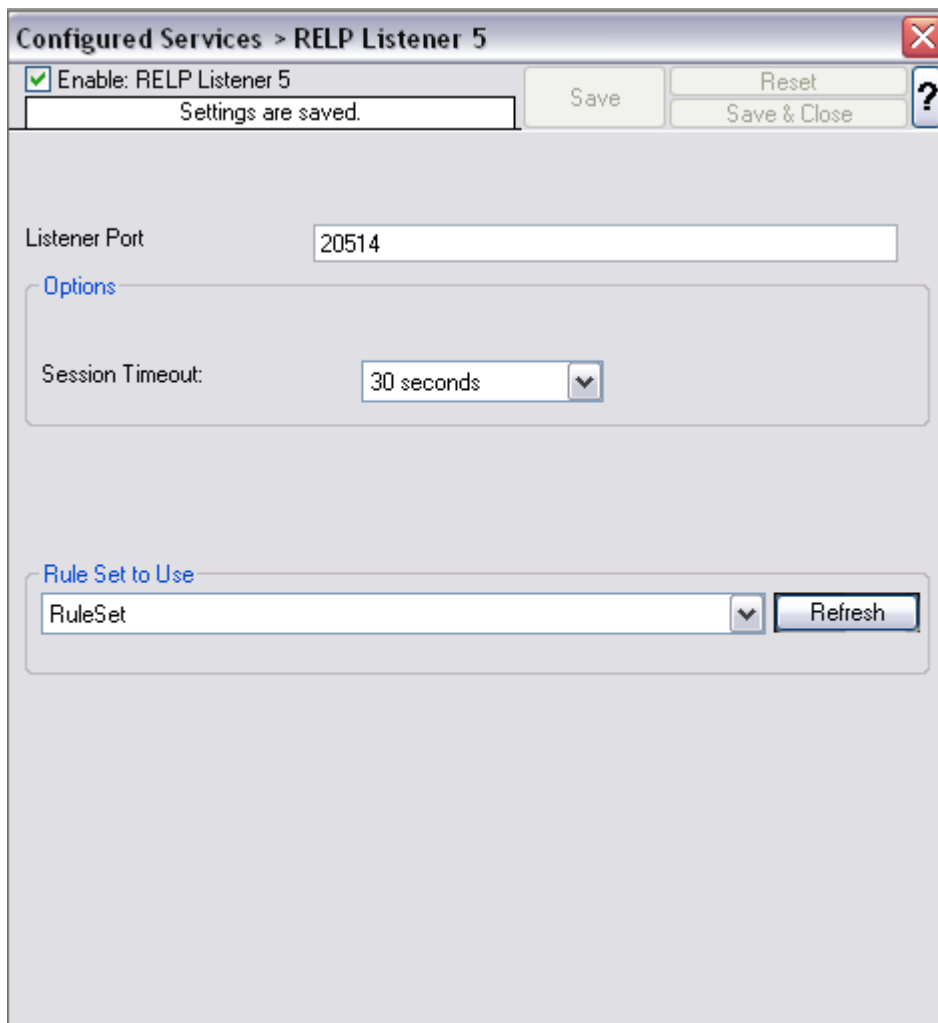 Configured Services > RELP Listener 5
Enable: RELP Listener 5
Settings are saved.
Save
Reset
Save & Close
?
Listener Port
20514
Options
Session Timeout:
30 seconds
Rule Set to Use
RuleSet
Refresh